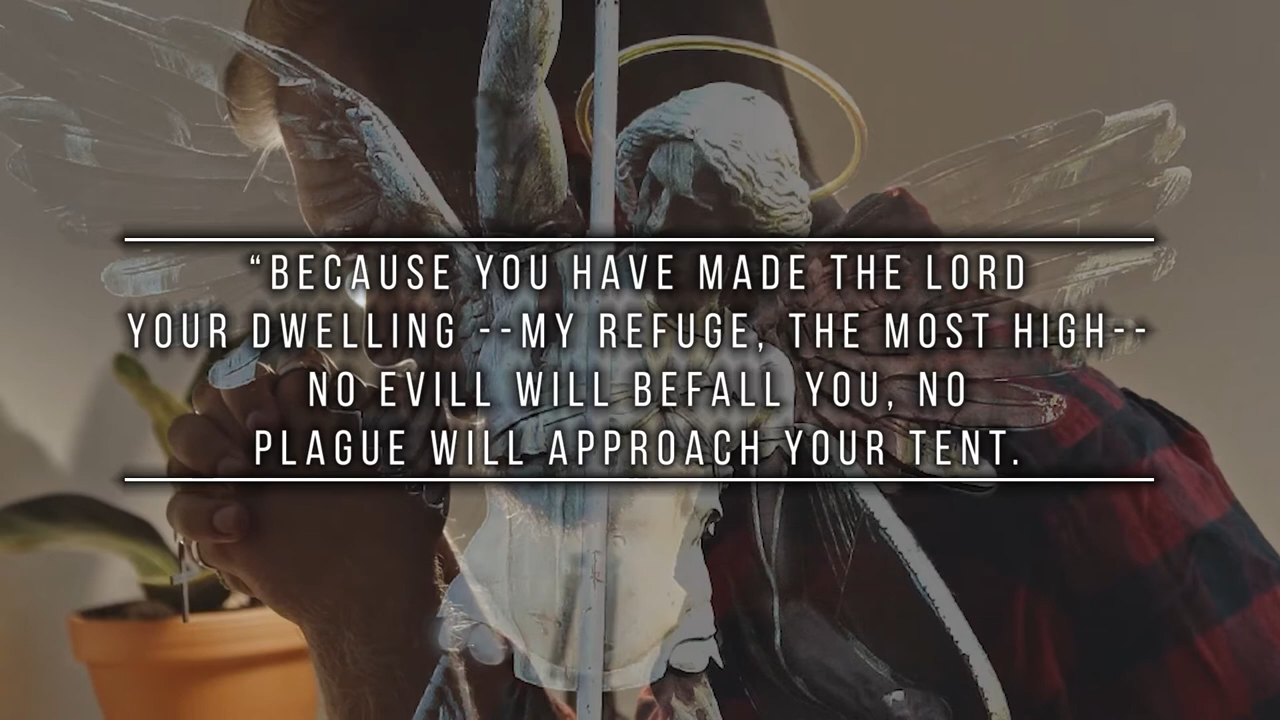 “BECAUSE YOU HAVE MADE THE LORD
YOUR DWELLING --MY REFUGE, THE MOST HIGH--
NO EVILL WILL BEFALL YOU, NO
PLAGUE WILL APPROACH YOUR TENT.